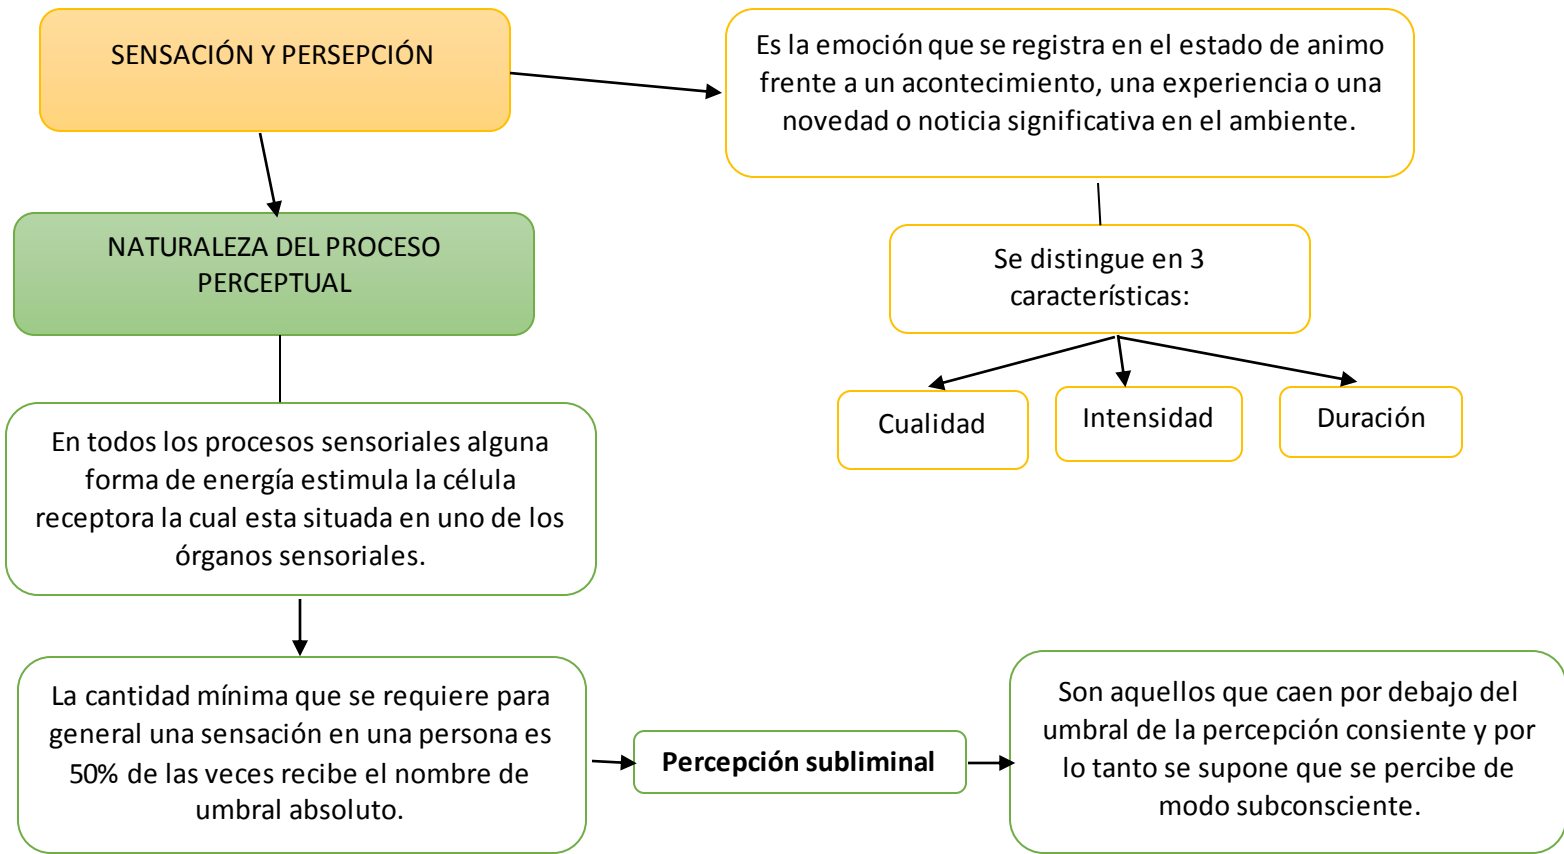 SENSACIÓN Y PERSEPCIÓN
Es la emoción que se registra en el estado de animo
frente a un acontecimiento, una experiencia o una
novedad o noticia significativa en el ambiente.
NATURALEZA DEL PROCESO
PERCEPTUAL
Se distingue en 3
características:
Cualidad
Intensidad
Duración
En todos los procesos sensoriales alguna
forma de energía estimula la célula
receptora la cual esta situada en uno de los
órganos sensoriales.
La cantidad mínima que se requiere para
general una sensación en una persona es
50% de las veces recibe el nombre de
umbral absoluto.
Percepción subliminal
Son aquellos que caen por debajo del
umbral de la percepción consiente y por
lo tanto se supone que se percibe de
modo subconsciente.